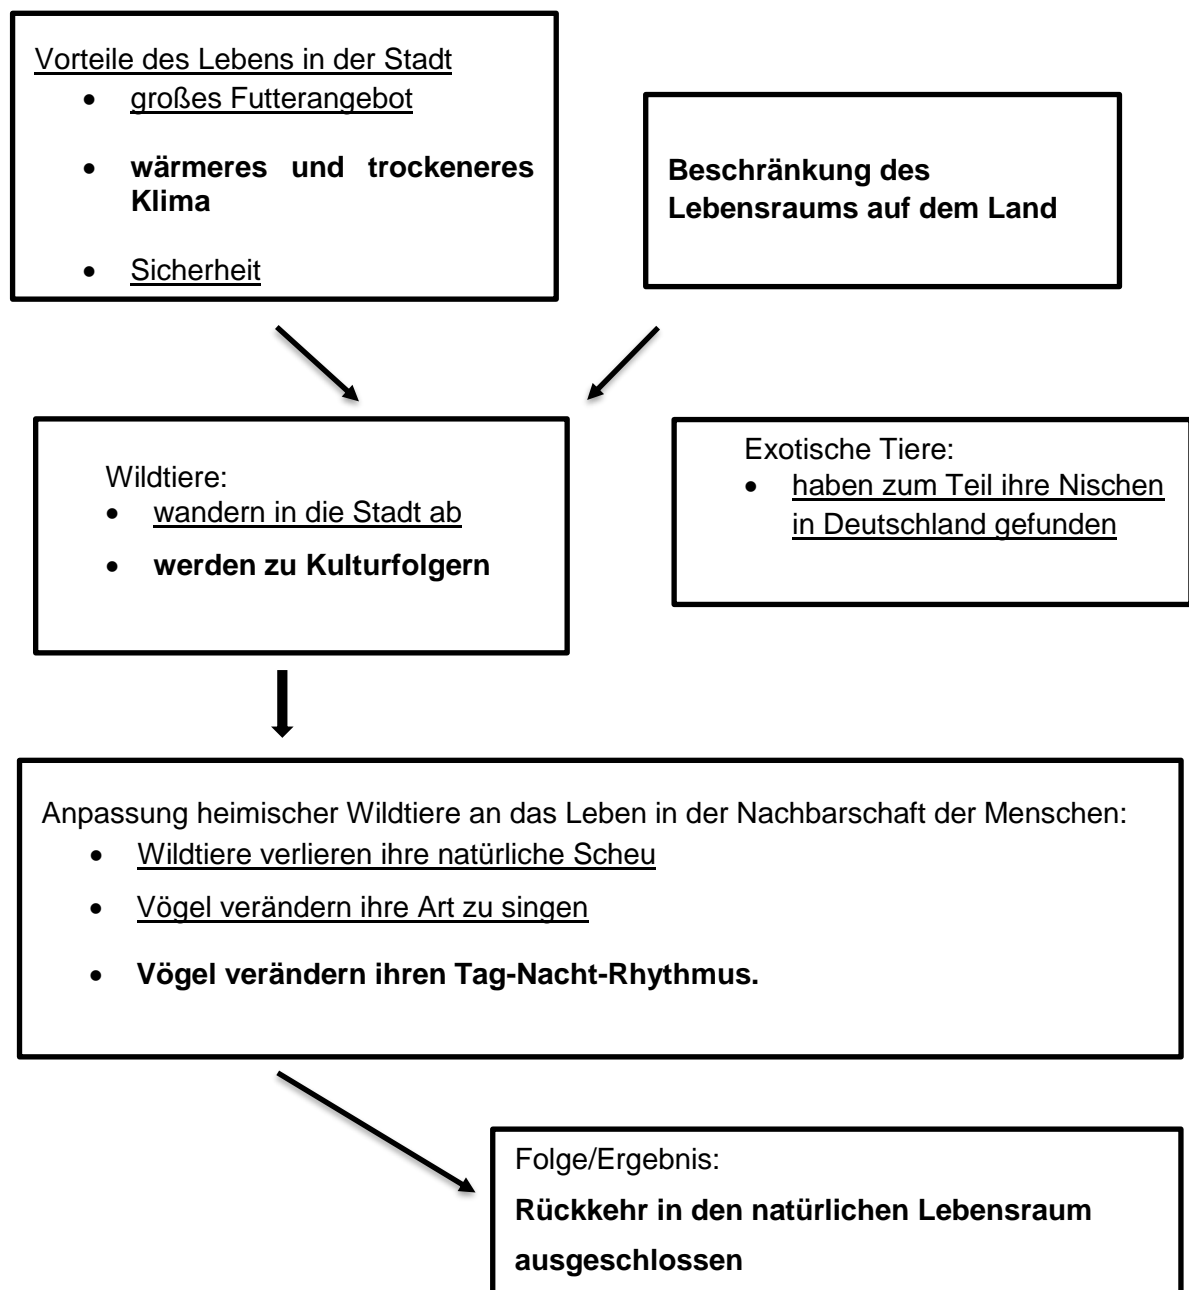 Vorteile des Lebens in der Stadt
• großes Futterangebot
• wärmeres und trockeneres
Klima
• Sicherheit
Beschränkung des
Lebensraums auf dem Land
Wildtiere:
• wandern in die Stadt ab
• werden zu Kulturfolgern
Exotische Tiere:
• haben zum Teil ihre Nischen
in Deutschland gefunden
Anpassung heimischer Wildtiere an das Leben in der Nachbarschaft der Menschen:
• Wildtiere verlieren ihre natürliche Scheu
• Vögel verändern ihre Art zu singen
• Vögel verändern ihren Tag-Nacht-Rhythmus.
Folge/Ergebnis:
Rückkehr in den natürlichen Lebensraum
ausgeschlossen